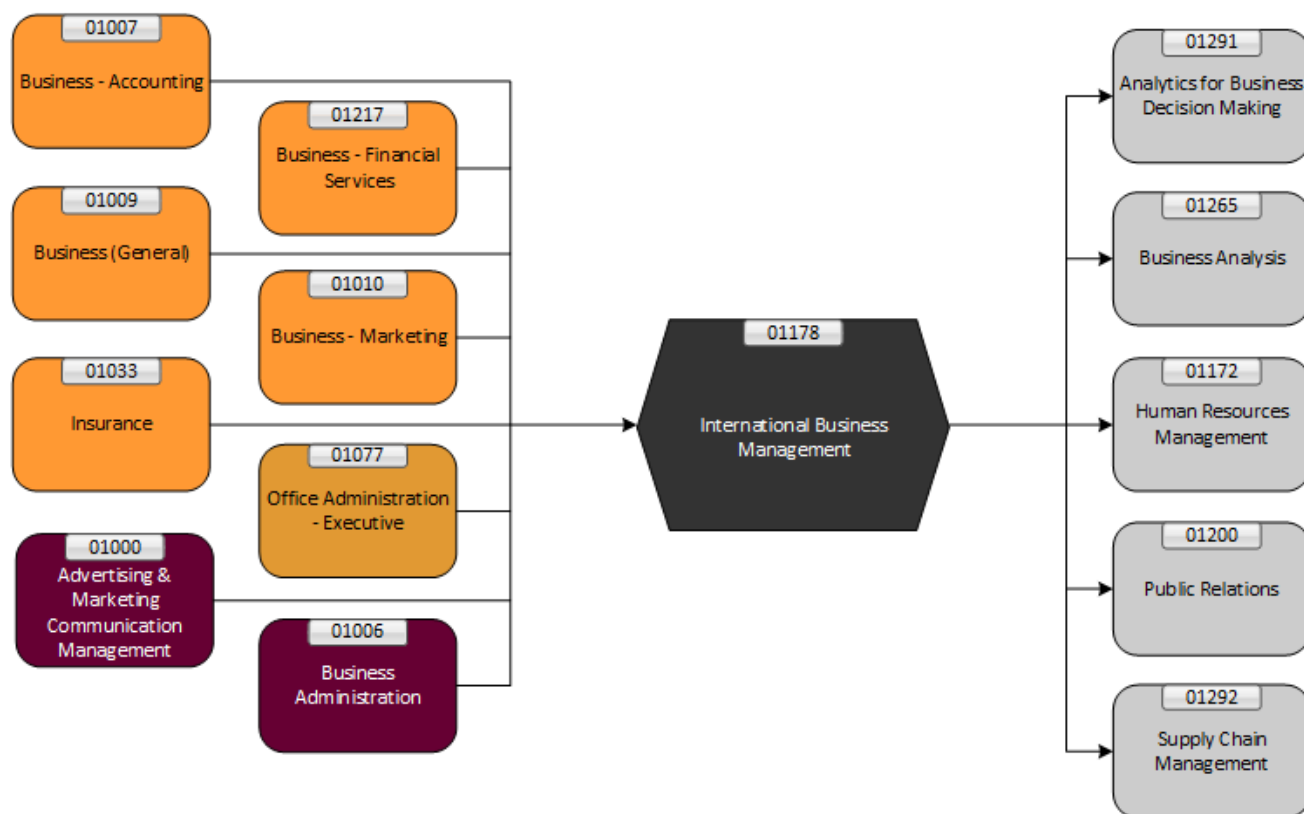 01007
Business - Accounting
01217
Business - Financial
Services
01009
Business (General)
01010
Business - Marketing
01033
Insurance
01077
Office Administration
- Executive
01000
Advertising &
Marketing
Communication
Management
01006
Business
Administration
01178
International Business
Management
01291
Analytics for Business
Decision Making
01265
Business Analysis
01172
Human Resources
Management
01200
Public Relations
01292
Supply Chain
Management